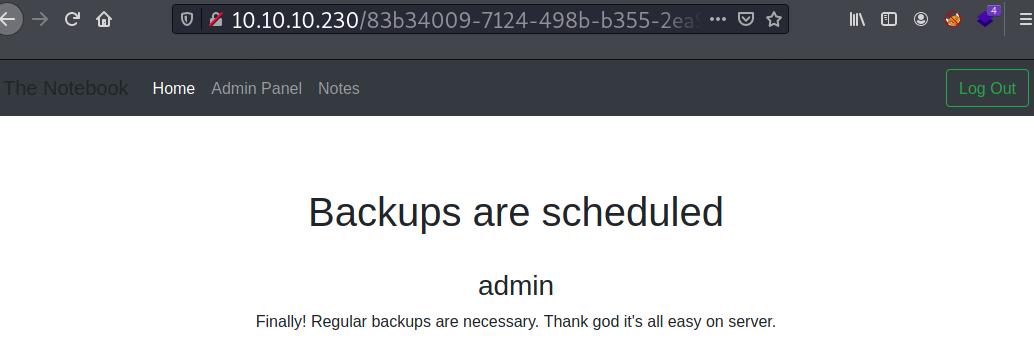 10.10.10.230/83b34009-7124-498b-b355-2ea
4
The Notebook Home Admin Panel Notes Log Out
Backups are scheduled
admin
Finally! Regular backups are necessary. Thank god it's all easy on server.